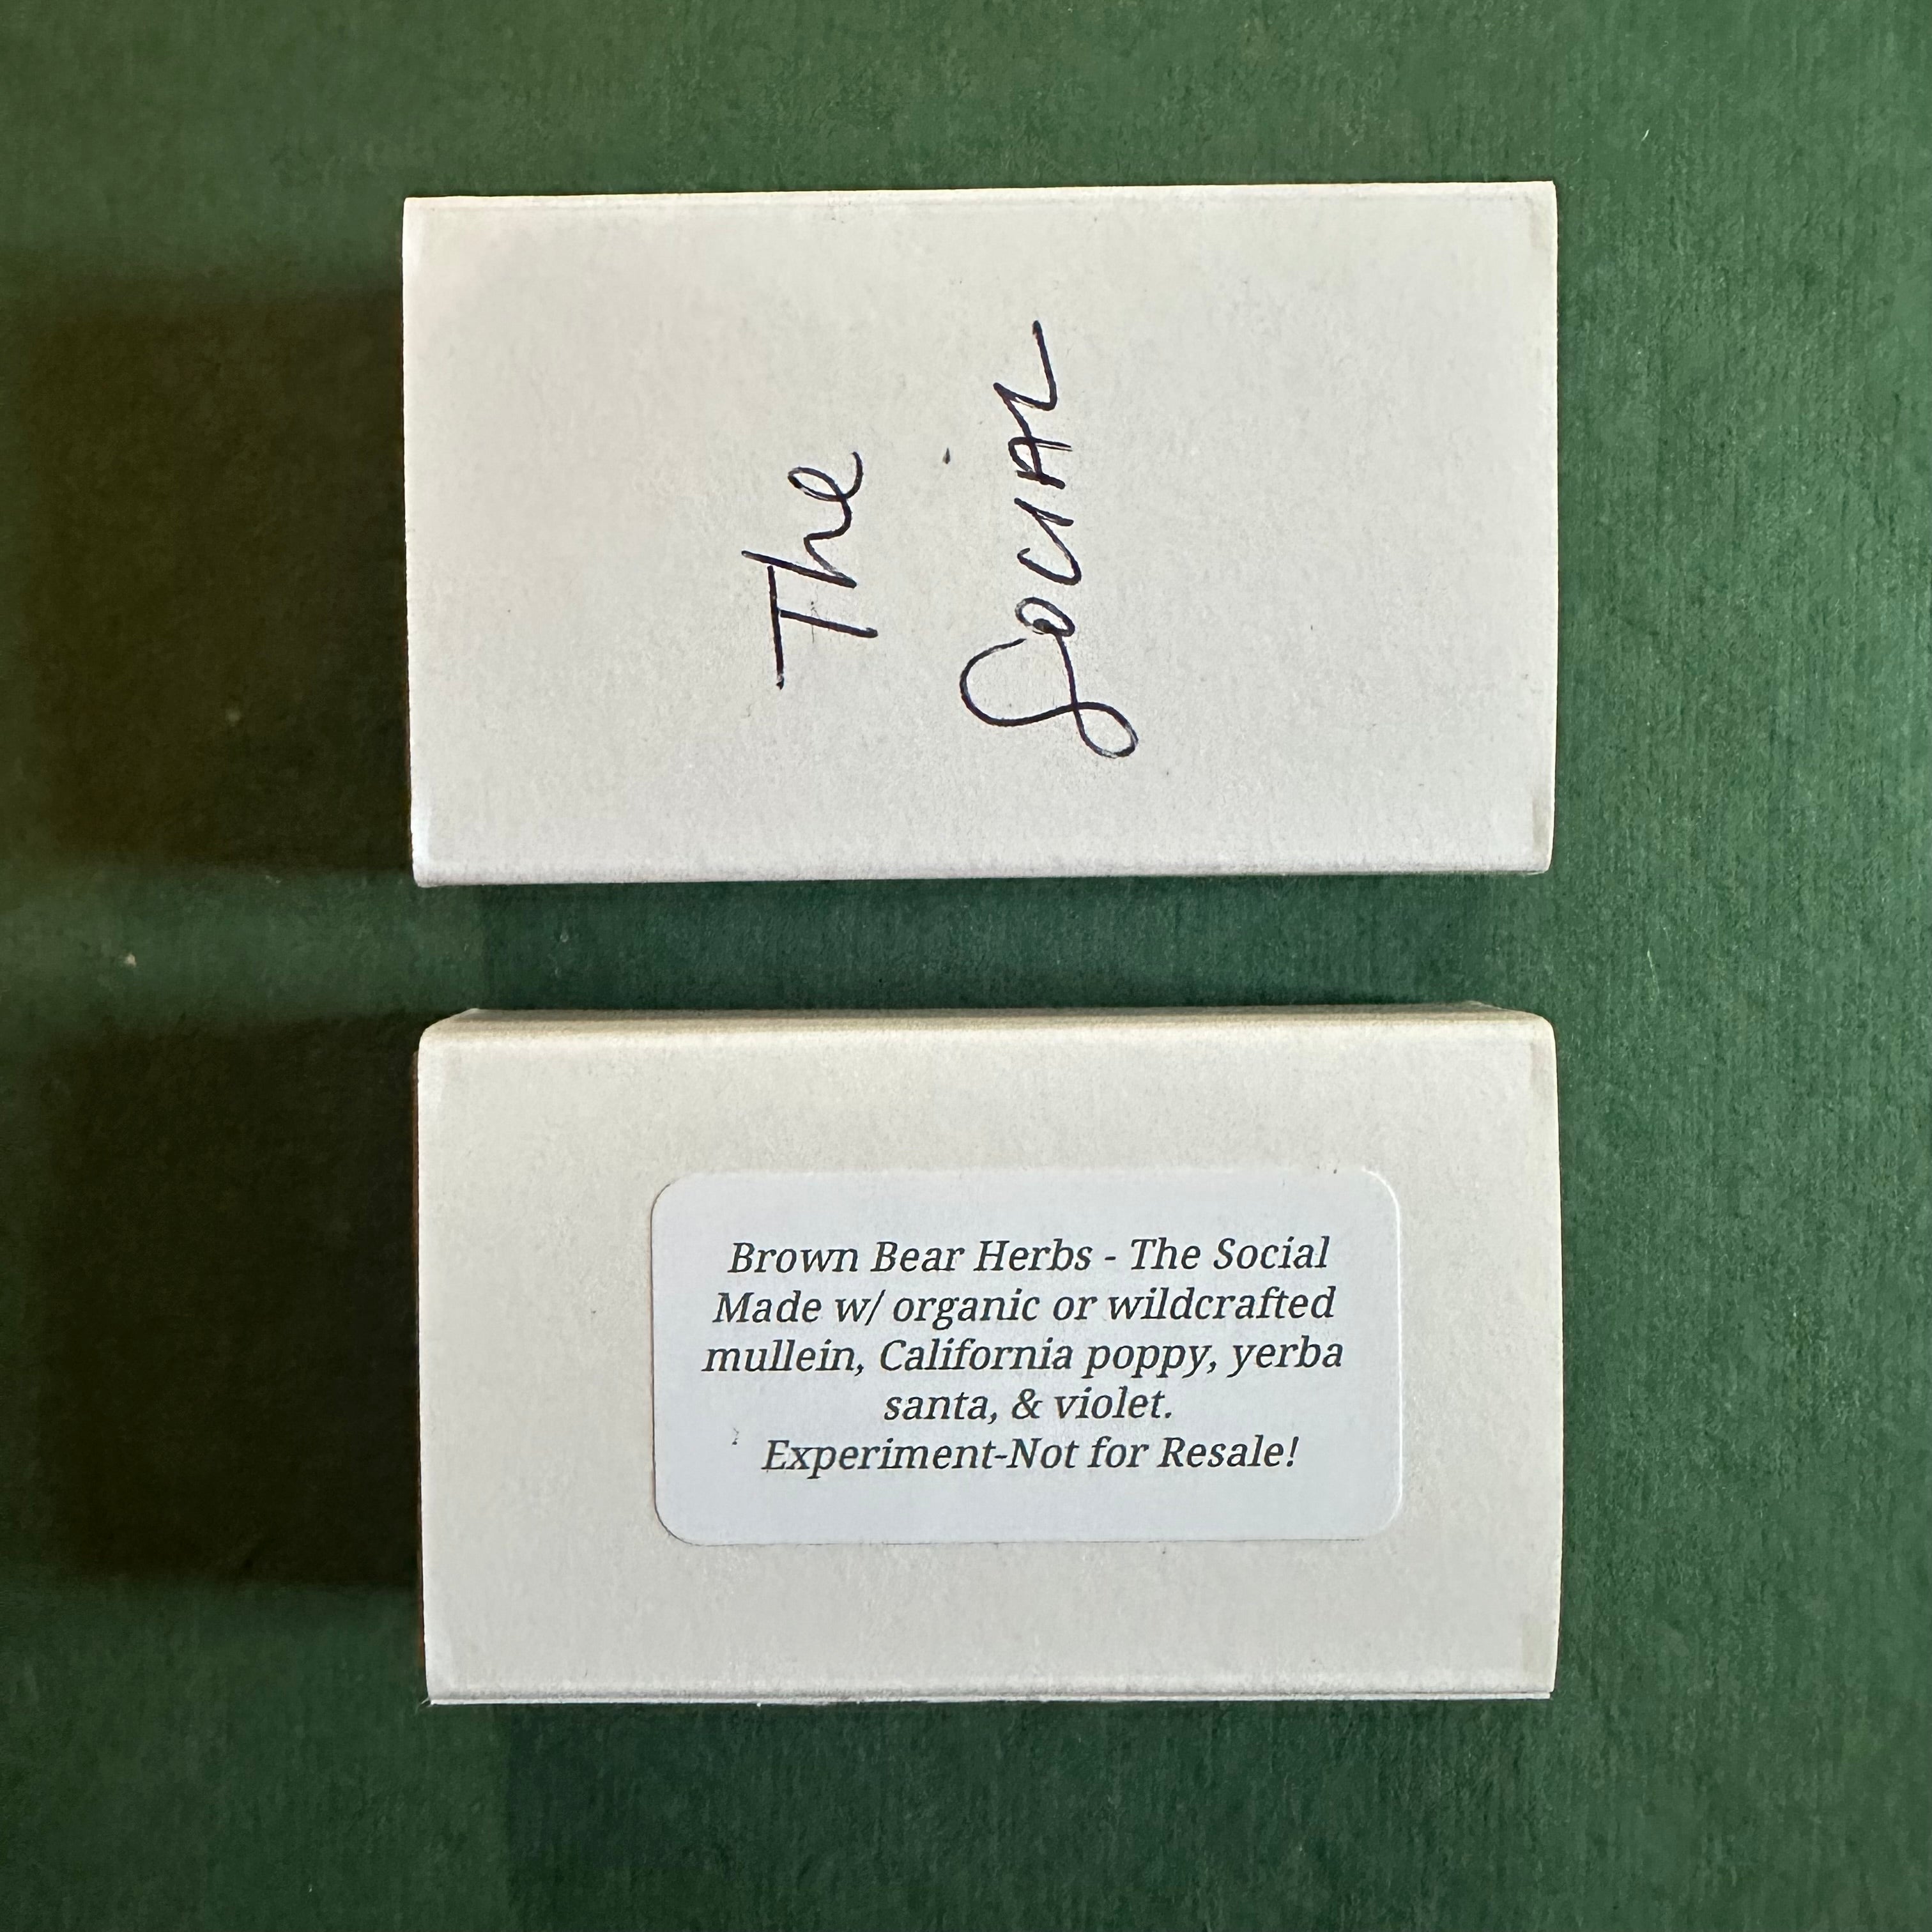 The
Social
Brown Bear Herbs - The Social
Made w/ organic or wildcrafted
mullein, California poppy, yerba
santa, & violet.
Experiment-Not for Resale!